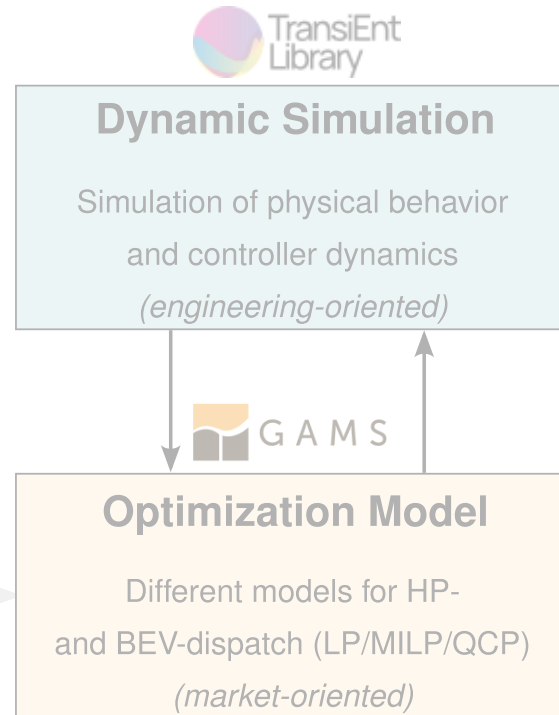 TransiEnt
Library
Dynamic Simulation
Simulation of physical behavior
and controller dynamics
(engineering-oriented)
GAMS
Optimization Model
Different models for HP-
and BEV-dispatch (LP/MILP/QCP)
(market-oriented)